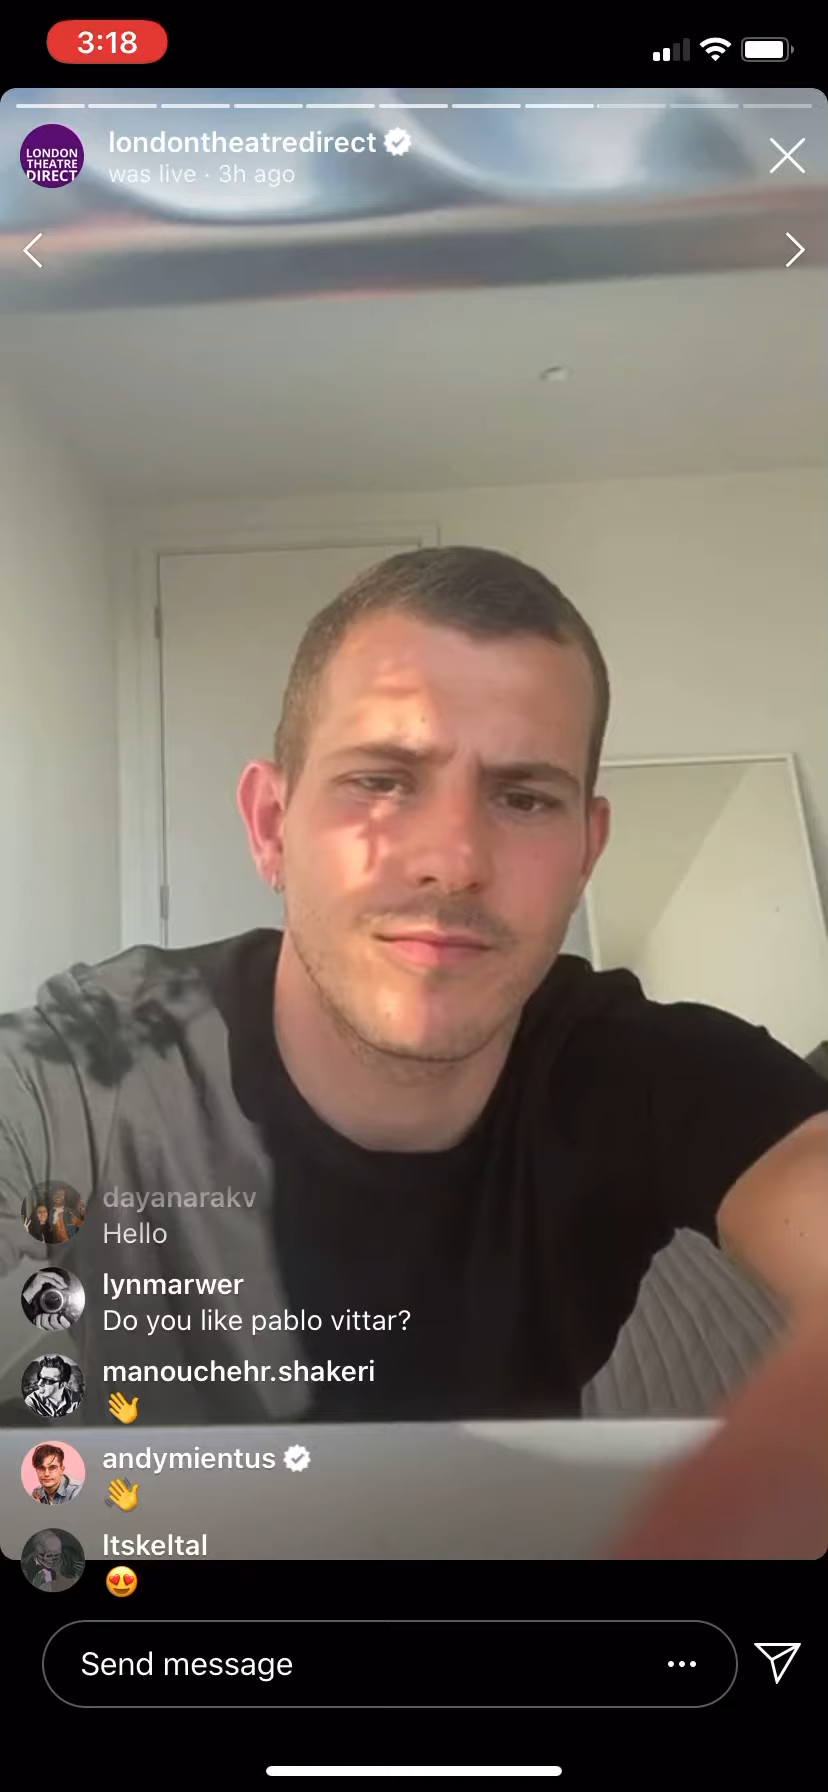 3:18
LONDON
THEATRE
DIRECT
londontheatredirect
was live · 3h ago
dayanarakv
Hello
lynmarwer
Do you like pablo vittar?
manouchehr.shakeri
👋
andymientus
👋
ltskeltal
😍
Send message